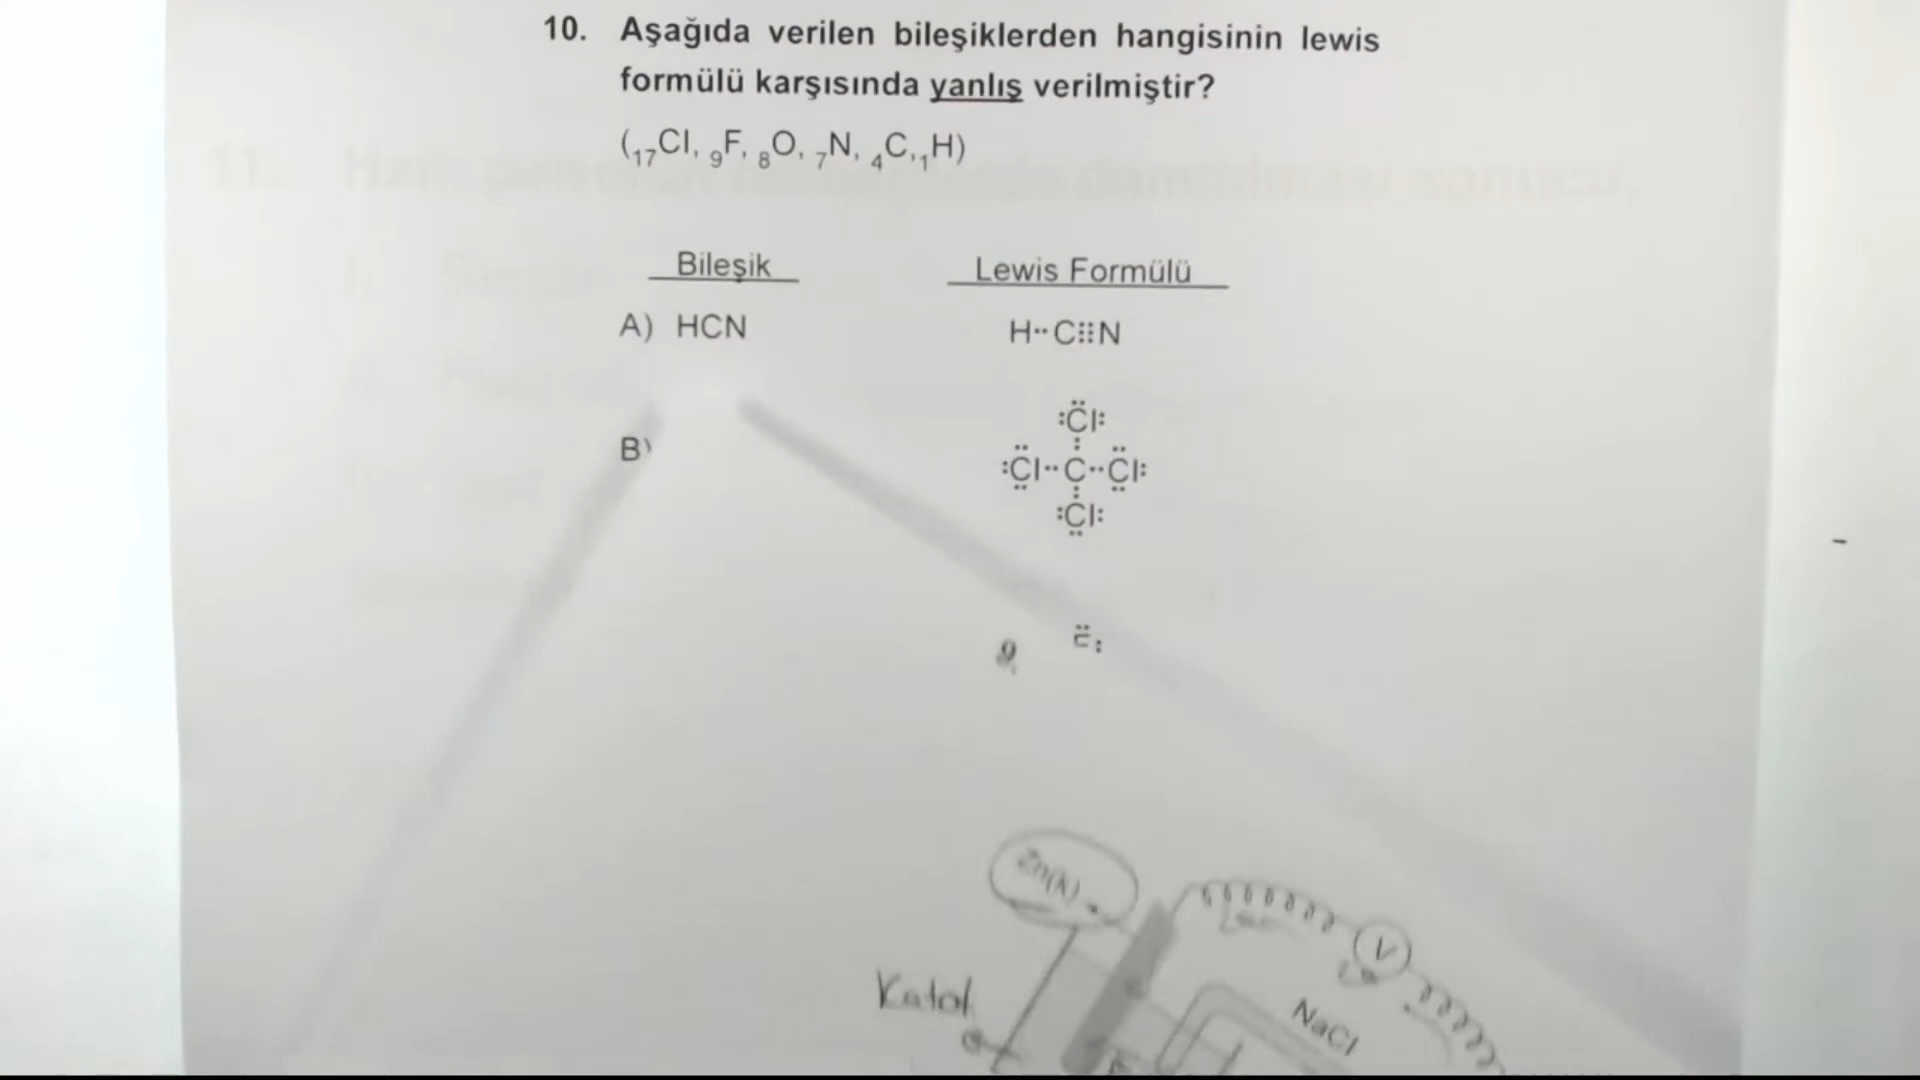 10. Aşağıda verilen bileşiklerden hangisinin lewis
formülü karşısında yanlış verilmiştir?
(₁₇Cl, ₉F, ₈O, ₇N, ₄C, ₁H)
Bileşik Lewis Formülü
A) HCN H··C⁝⁝N
B)
:C̈l:
:C̈l··C··C̈l:
:C̈l:
Zn(k)
V
Katot
NaCl